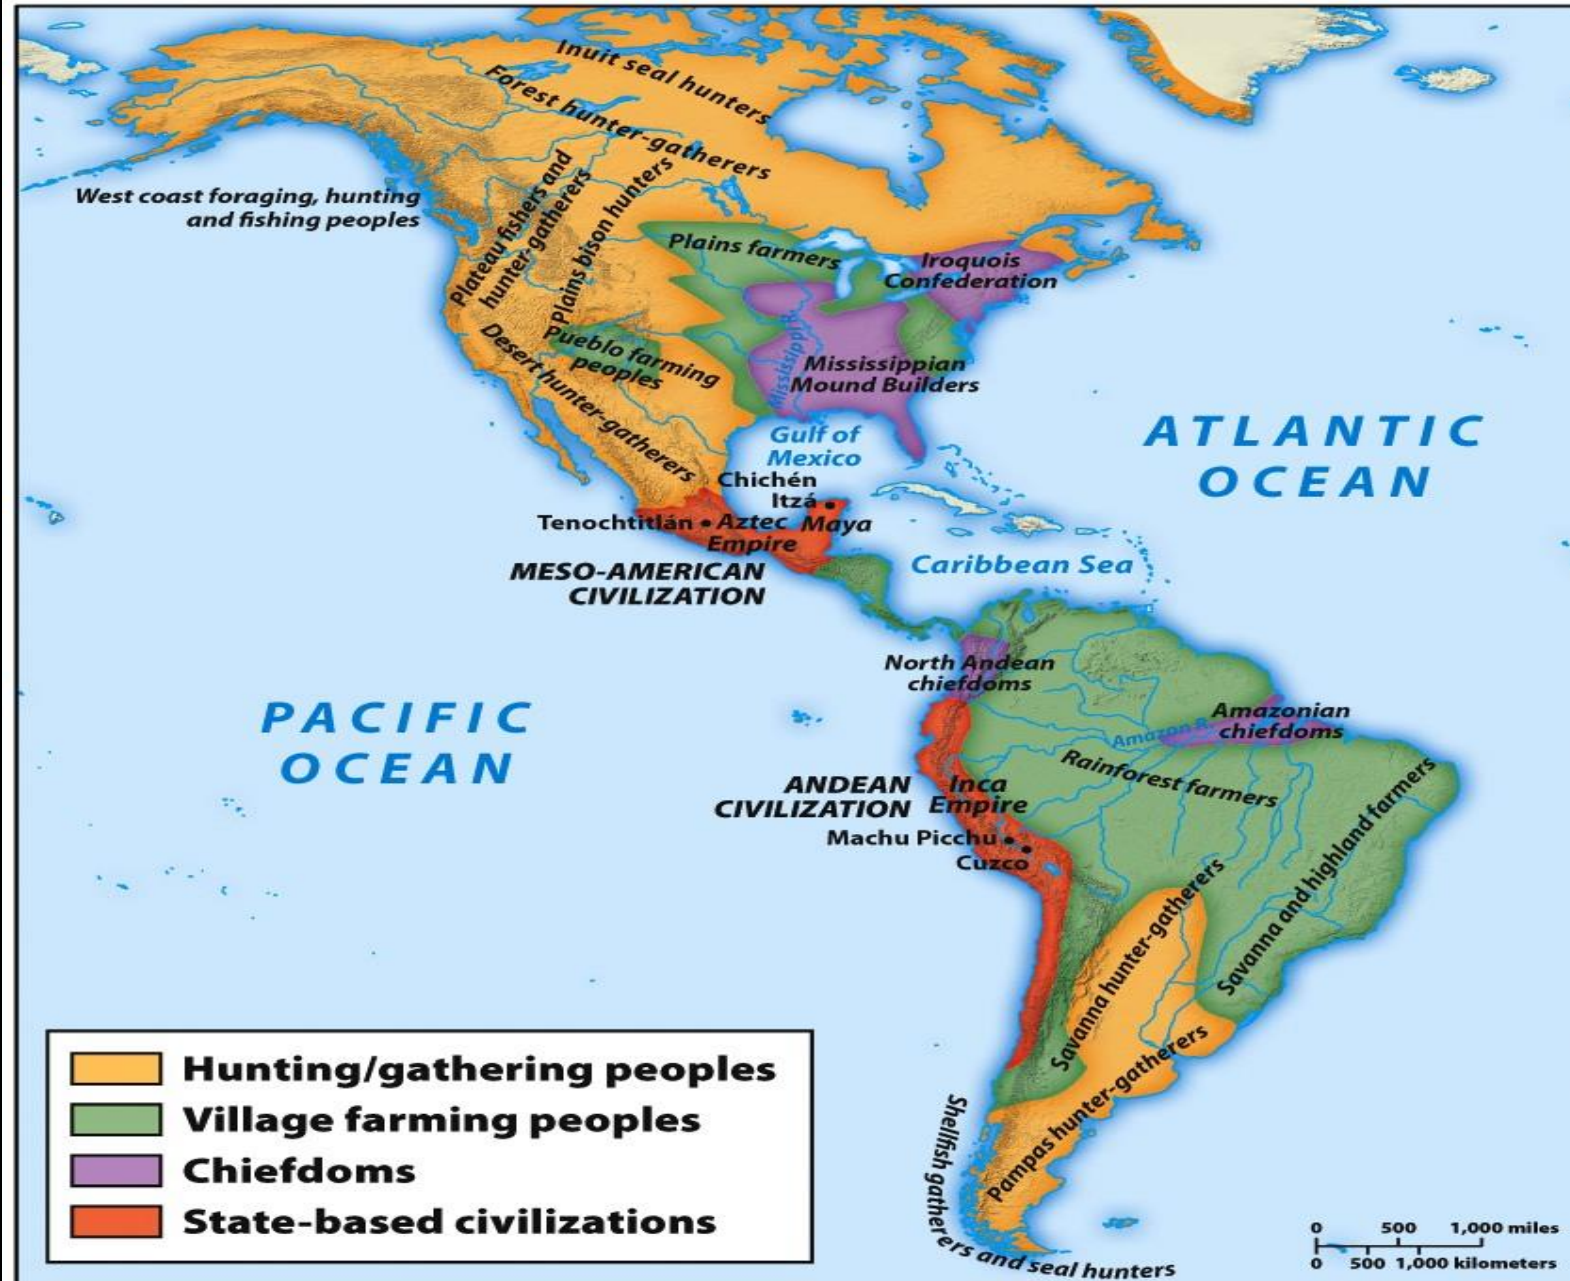 Inuit seal hunters
Forest hunter-gatherers
West coast foraging, hunting
and fishing peoples
Plateau fishers and
hunter-gatherers
Plains bison hunters
Plains farmers
Iroquois
Confederation
Pueblo farming
peoples
Desert hunter-gatherers
Mississippi R.
Mississippian
Mound Builders
Gulf of
Mexico
ATLANTIC
OCEAN
Chichén
Itzá
Tenochtitlán
Aztec
Empire
Maya
MESO-AMERICAN
CIVILIZATION
Caribbean Sea
North Andean
chiefdoms
PACIFIC
OCEAN
Amazon R.
Amazonian
chiefdoms
Rainforest farmers
ANDEAN
CIVILIZATION
Inca
Empire
Machu Picchu
Cuzco
Savanna and highland farmers
Savanna hunter-gatherers
Pampas hunter-gatherers
Shellfish gatherers and seal hunters
Hunting/gathering peoples
Village farming peoples
Chiefdoms
State-based civilizations
0 500 1,000 miles
0 500 1,000 kilometers